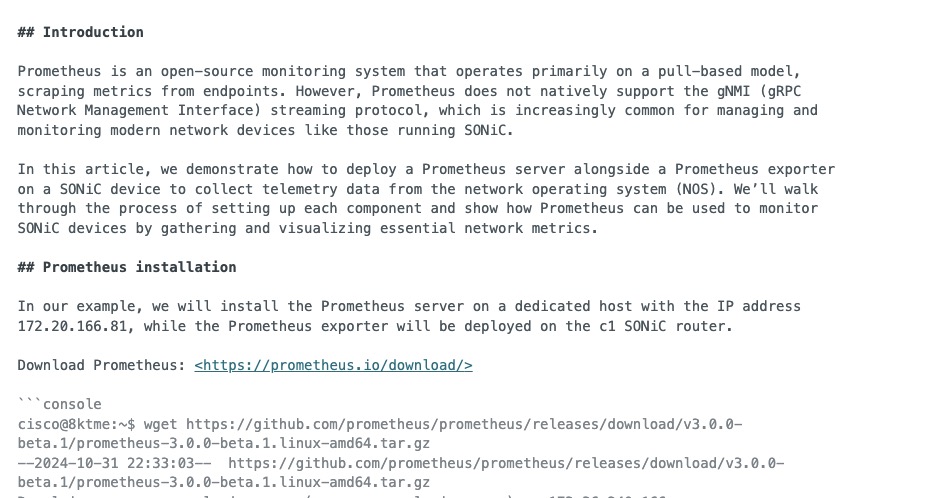 ## Introduction
Prometheus is an open-source monitoring system that operates primarily on a pull-based model,
scraping metrics from endpoints. However, Prometheus does not natively support the gNMI (gRPC
Network Management Interface) streaming protocol, which is increasingly common for managing and
monitoring modern network devices like those running SONiC.
In this article, we demonstrate how to deploy a Prometheus server alongside a Prometheus exporter
on a SONiC device to collect telemetry data from the network operating system (NOS). We’ll walk
through the process of setting up each component and show how Prometheus can be used to monitor
SONiC devices by gathering and visualizing essential network metrics.
## Prometheus installation
In our example, we will install the Prometheus server on a dedicated host with the IP address
172.20.166.81, while the Prometheus exporter will be deployed on the c1 SONiC router.
Download Prometheus: <https://prometheus.io/download/>
```console
cisco@8ktme:~$ wget https://github.com/prometheus/prometheus/releases/download/v3.0.0-
beta.1/prometheus-3.0.0-beta.1.linux-amd64.tar.gz
--2024-10-31 22:33:03--  https://github.com/prometheus/prometheus/releases/download/v3.0.0-
beta.1/prometheus-3.0.0-beta.1.linux-amd64.tar.gz